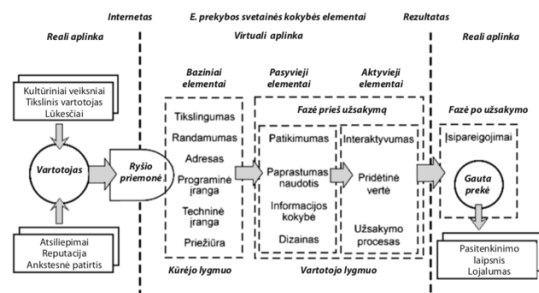 Internetas
E. prekybos svetainės kokybės elementai
Rezultatas
Reali aplinka
Virtuali aplinka
Reali aplinka
Kultūriniai veiksniai
Tikslinis vartotojas
Lūkesčiai
Vartotojas
Atsiliepimai
Reputacija
Ankstesnė patirtis
Ryšio
priemonė
Baziniai
elementai
Tikslingumas
Randamumas
Adresas
Programinė
įranga
Techninė
įranga
Priežiūra
Kūrėjo lygmuo
Pasyvieji
elementai
Aktyvieji
elementai
Fazė prieš užsakymą
Patikimumas
Paprastumas
naudotis
Informacijos
kokybė
Dizainas
Interaktyvumas
Pridėtinė
vertė
Užsakymo
procesas
Vartotojo lygmuo
Fazė po užsakymo
Įsipareigojimai
Gauta
prekė
Pasitenkinimo
laipsnis
Lojalumas